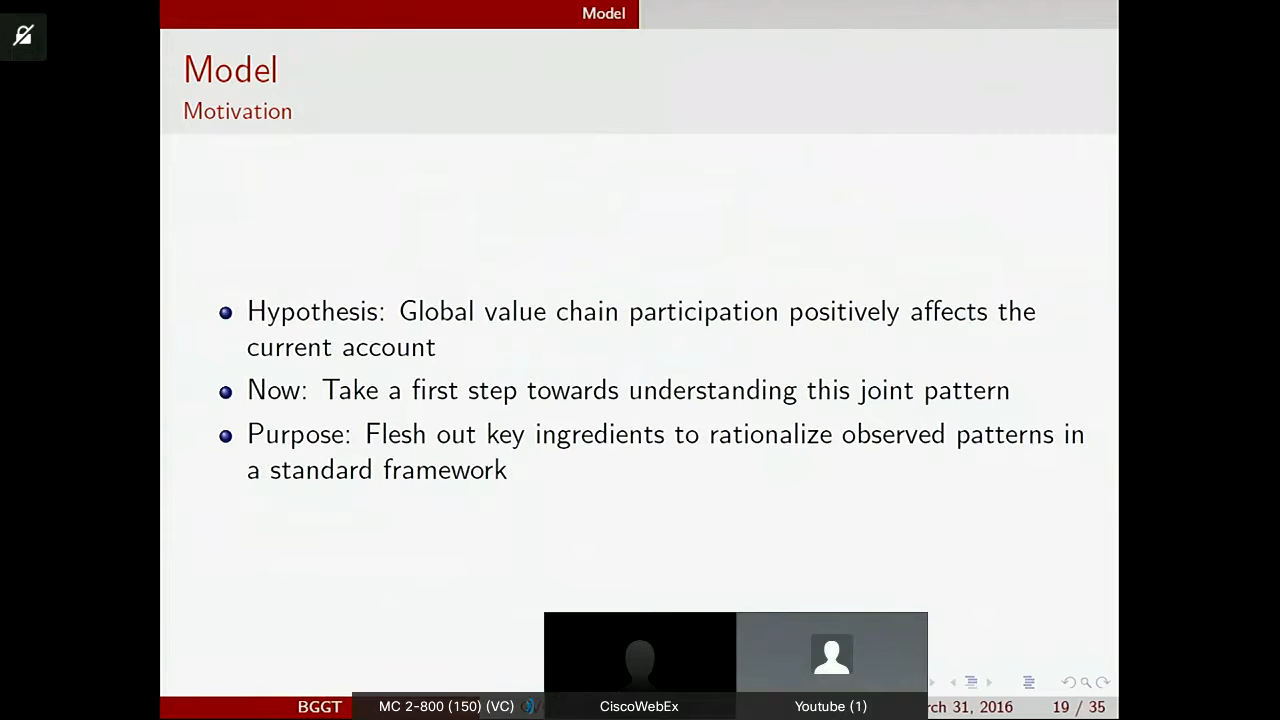 Model
Model
Motivation
Hypothesis: Global value chain participation positively affects the
current account
Now: Take a first step towards understanding this joint pattern
Purpose: Flesh out key ingredients to rationalize observed patterns in
a standard framework
BGGT
MC 2-800 (150) (VC)
CiscoWebEx
Youtube (1)
31, 2016
19 / 35